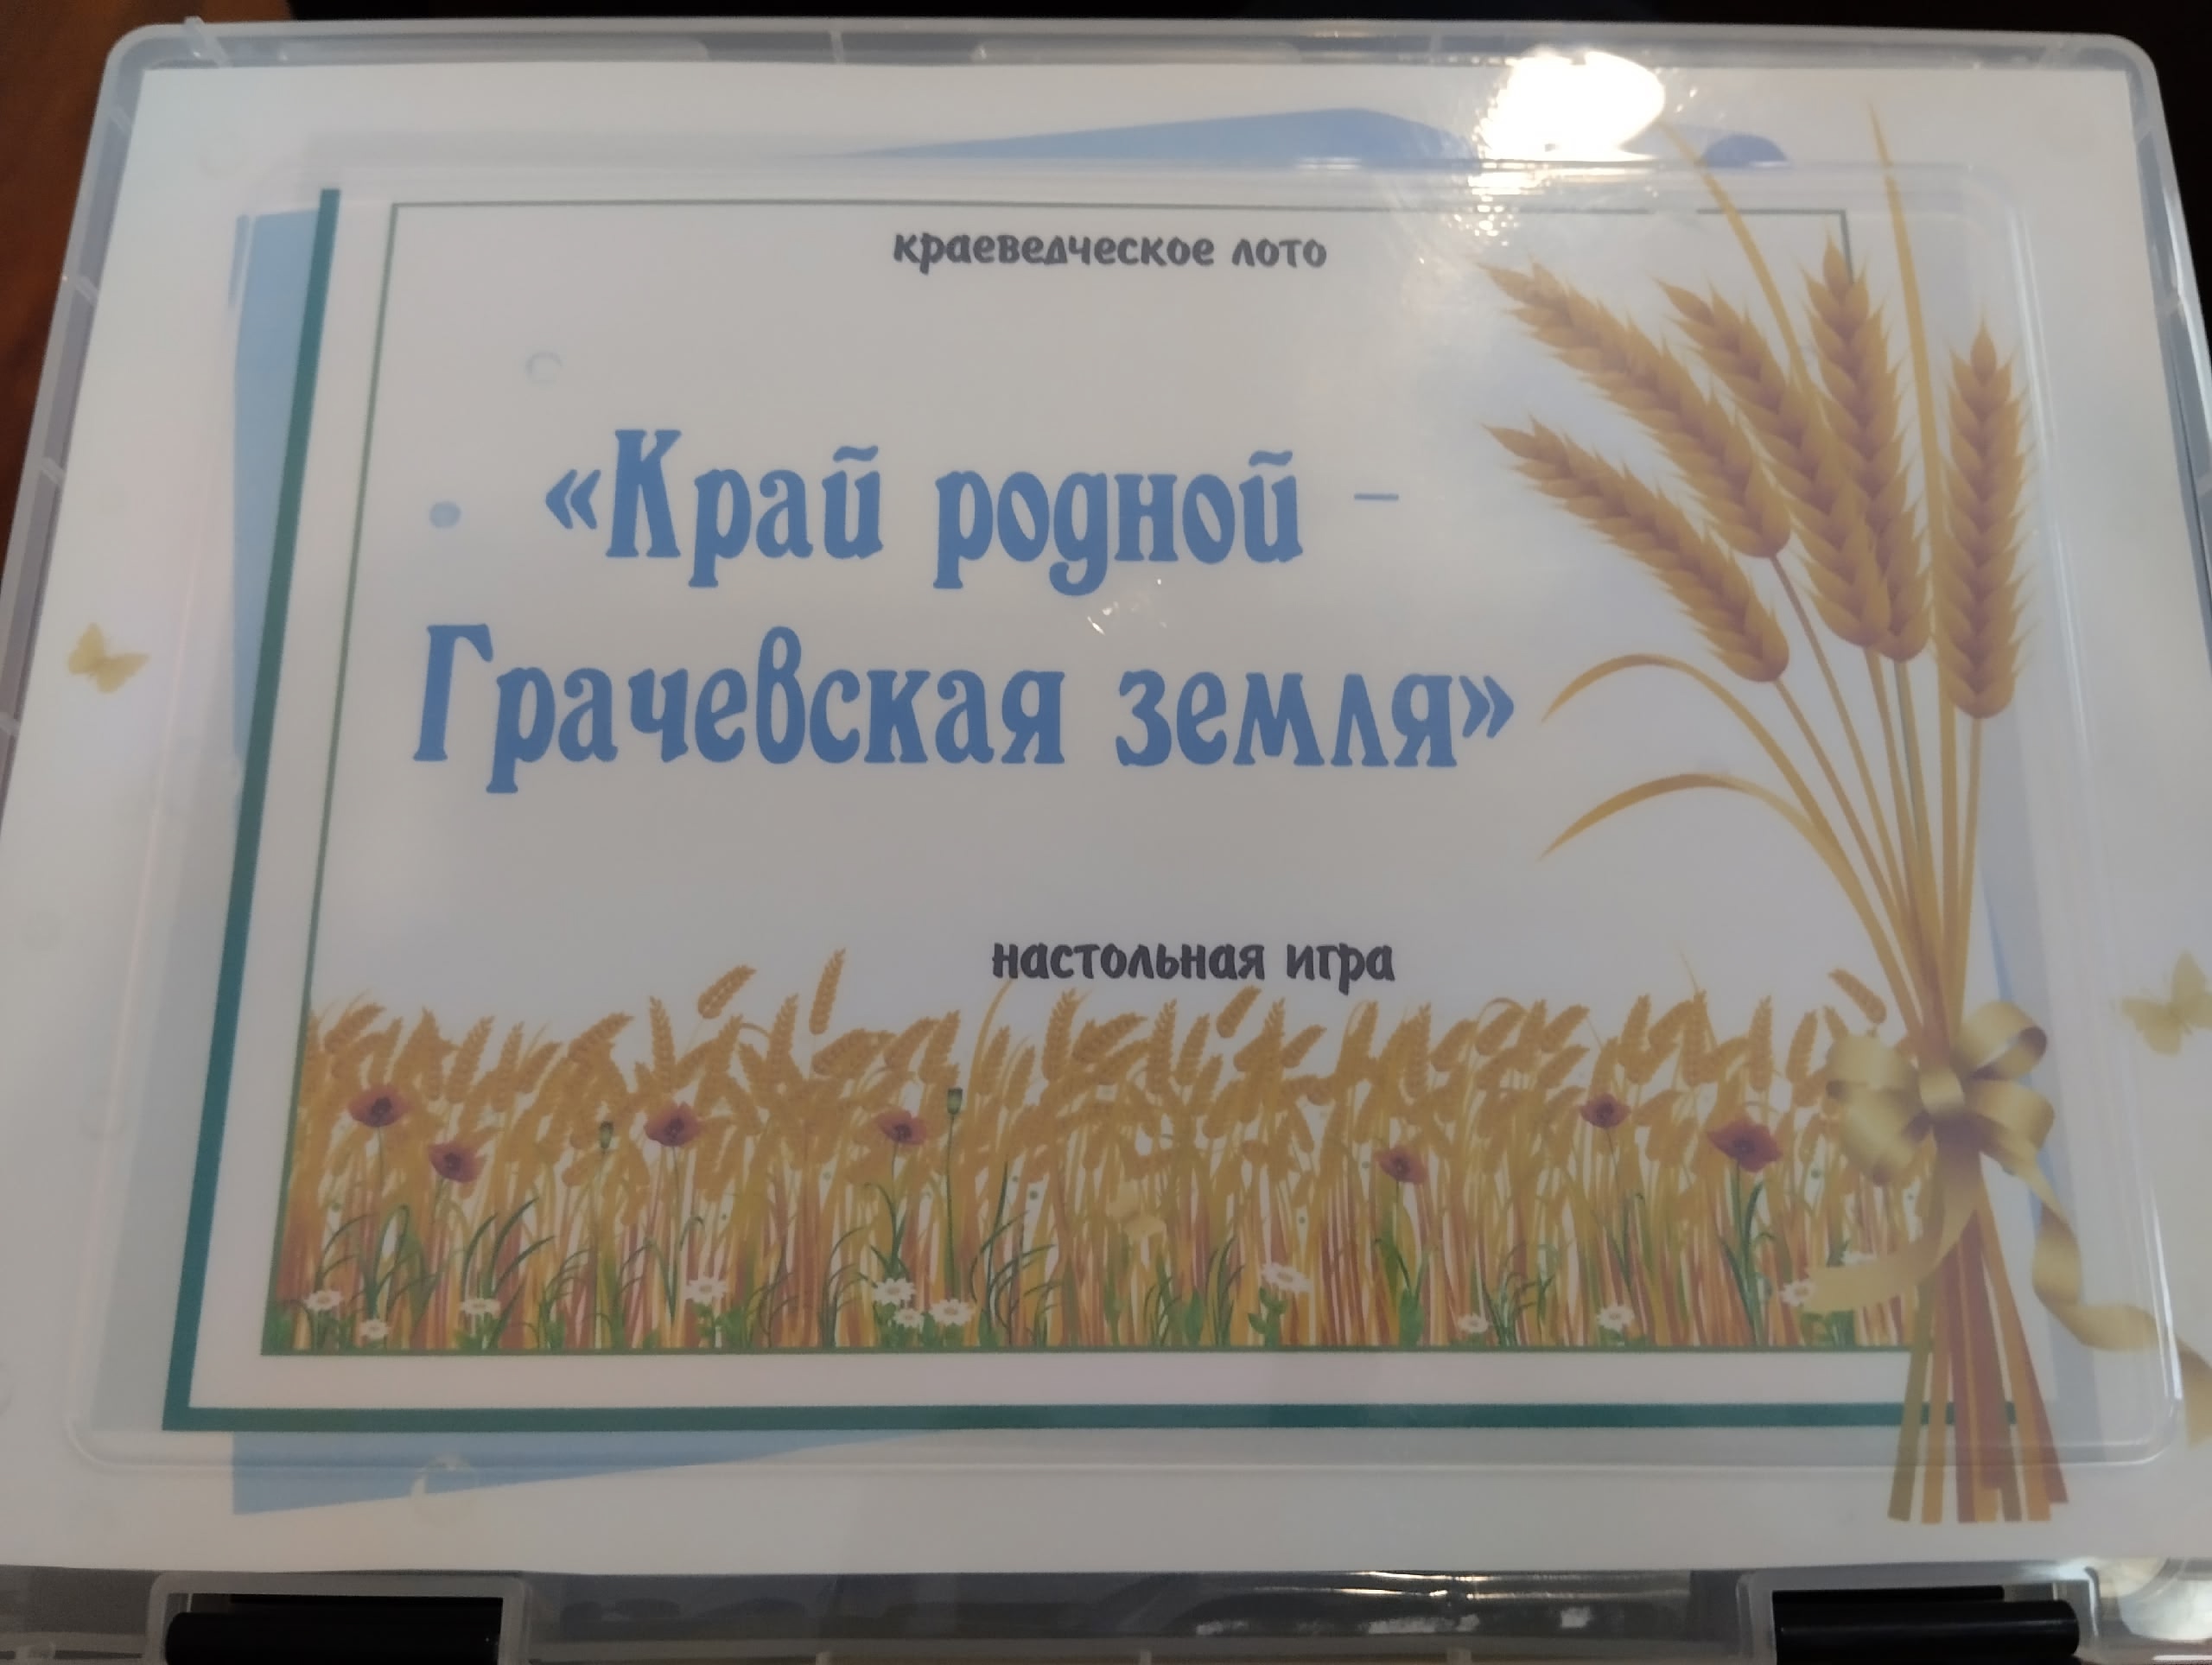 краеведческое лото
«Край родной –
Грачевская земля»
настольная игра